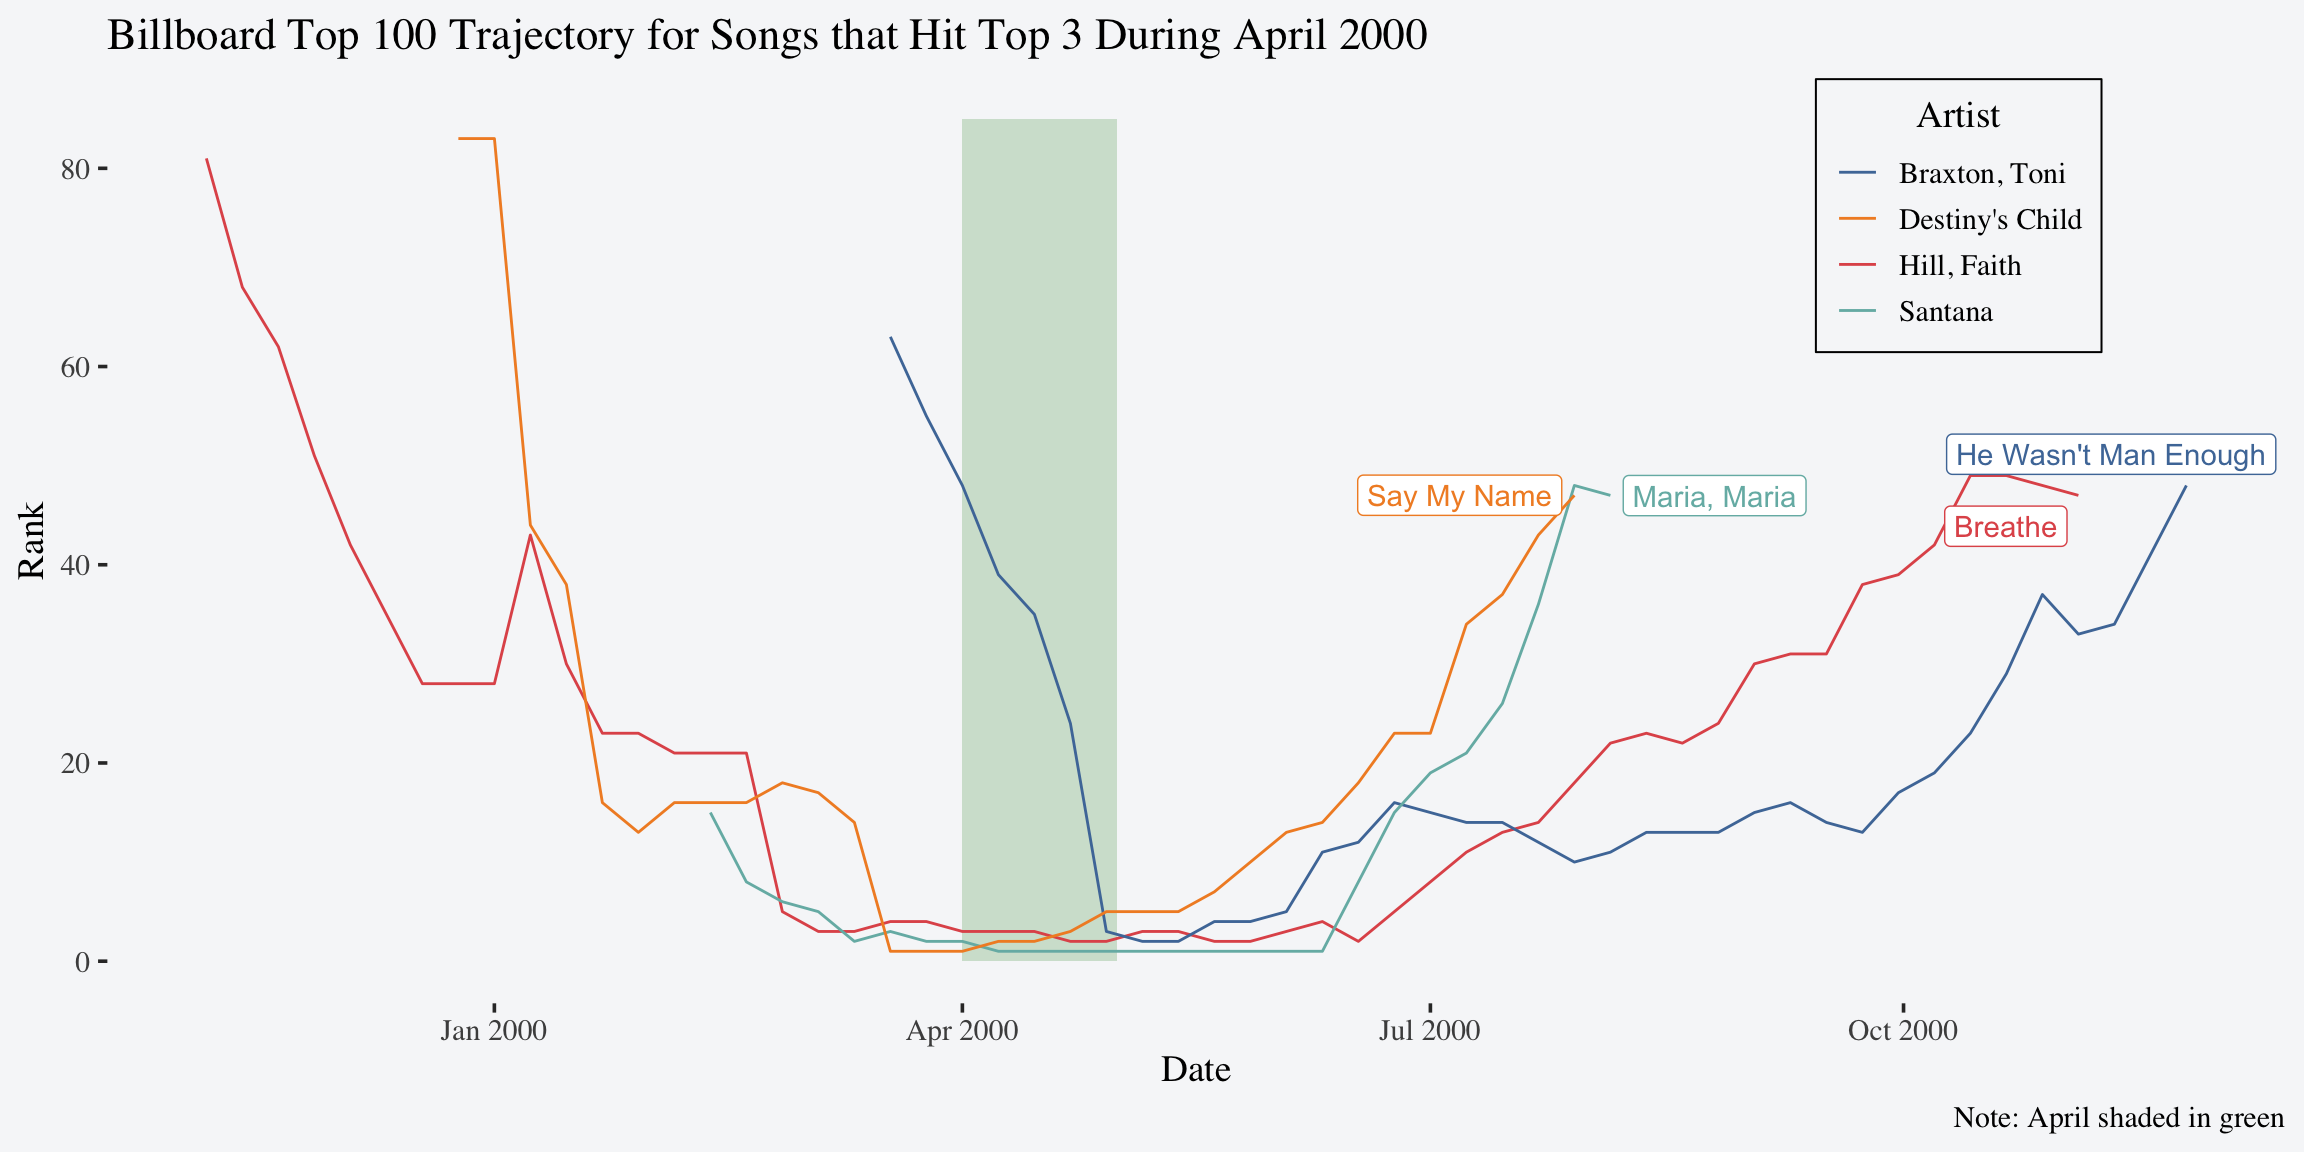 Billboard Top 100 Trajectory for Songs that Hit Top 3 During April 2000
Artist
Braxton, Toni
Destiny's Child
Hill, Faith
Santana
80
60
40
20
0
Rank
He Wasn't Man Enough
Say My Name
Maria, Maria
Breathe
Jan 2000
Apr 2000
Jul 2000
Oct 2000
Date
Note: April shaded in green